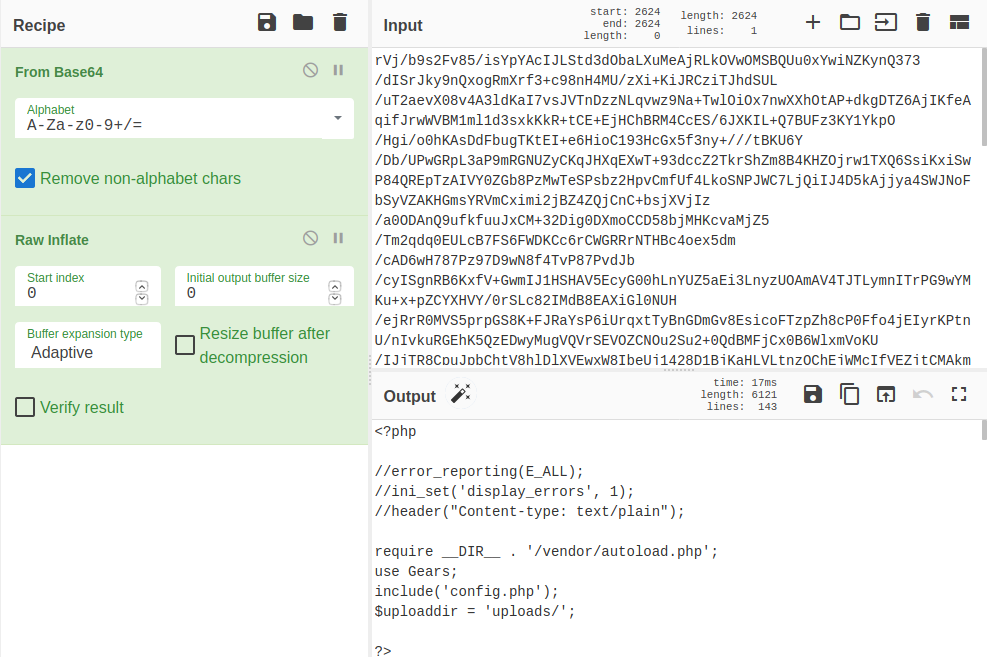 Recipe
From Base64
Alphabet
A-Za-z0-9+/=
Remove non-alphabet chars
Raw Inflate
Start index
0
Initial output buffer size
0
Buffer expansion type
Adaptive
Resize buffer after
decompression
Verify result
Input
start: 2624
end: 2624
length: 0
length: 2624
lines: 1
rVj/b9s2Fv85/isYpYAcIJLStd3dObaLXuMeAjRLkOVwOMSBQUu0xYwiNZKynQ373
/dISrJky9nQxogRmXrf3+c98nH4MU/zXi+KiJRCziTJhdSUL
/uT2aevX08v4A3ldKaI7vsJVTnDzzNLqvwz9Na+TwlOiOx7nwXXhOtAP+dkgDTZ6AjIKfeA
qifJrwWVBM1ml1d3sxkKkR+tCE+EjHChBRM4CcES/6JXKIL+Q7BUFz3KY1YkpO
/Hgi/o0hKAsDdFbugTKtEI+e6HioC193HcGx5f3ny+///tBKU6Y
/Db/UPwGRpL3aP9mRGNUZyCKqJHXqEXwT+93dccZ2TkrShZm8B4KHZOjrw1TXQ6SsiKxiSw
P84QREpTzAIVY0ZGb8PzMwTeSPsbz2HpvCmfUf4LkoSNPJWC7LjQiIJ4D5kAjjya4SWJNoF
bSyVZAKHGmsYRVmCximi2jBZ4ZQjCnC+bsjXVjIz
/a0ODAnQ9ufkfuuJxCM+32Dig0DXmoCCD58bjMHKcvaMjZ5
/Tm2qdq0EULcB7FS6FWDKCc6rCWGRRrNTHBc4oex5dm
/cAD6wH787Pz97D9wN8f4TvP87PvdJb
/cyISgnRB6KxfV+GwmIJ1HSHAV5EcyG00hLnYUZ5aEi3LnyzUOAmAV4TJTLymnITrPG9wYM
Ku+x+pZCYXHVY/0rSLc82IMdB8EAXiGl0NUH
/ejRrR0MVS5prpGS8K+FJRaYsP6iUrqxtTyBnGDmGv8EsicoFTzpZh8cP0Ffo4jEIyrKPtn
U/nIvkuRGEhK5QzEDwyMugVQVrSEVOZCNOu2Su2+0QdBMFjCx0B6WlxmVoKU
Output
time: 17ms
length: 6121
lines: 143
<?php
//error_reporting(E_ALL);
//ini_set('display_errors', 1);
//header("Content-type: text/plain");
require __DIR__ . '/vendor/autoload.php';
use Gears;
include('config.php');
$uploaddir = 'uploads/';
?>